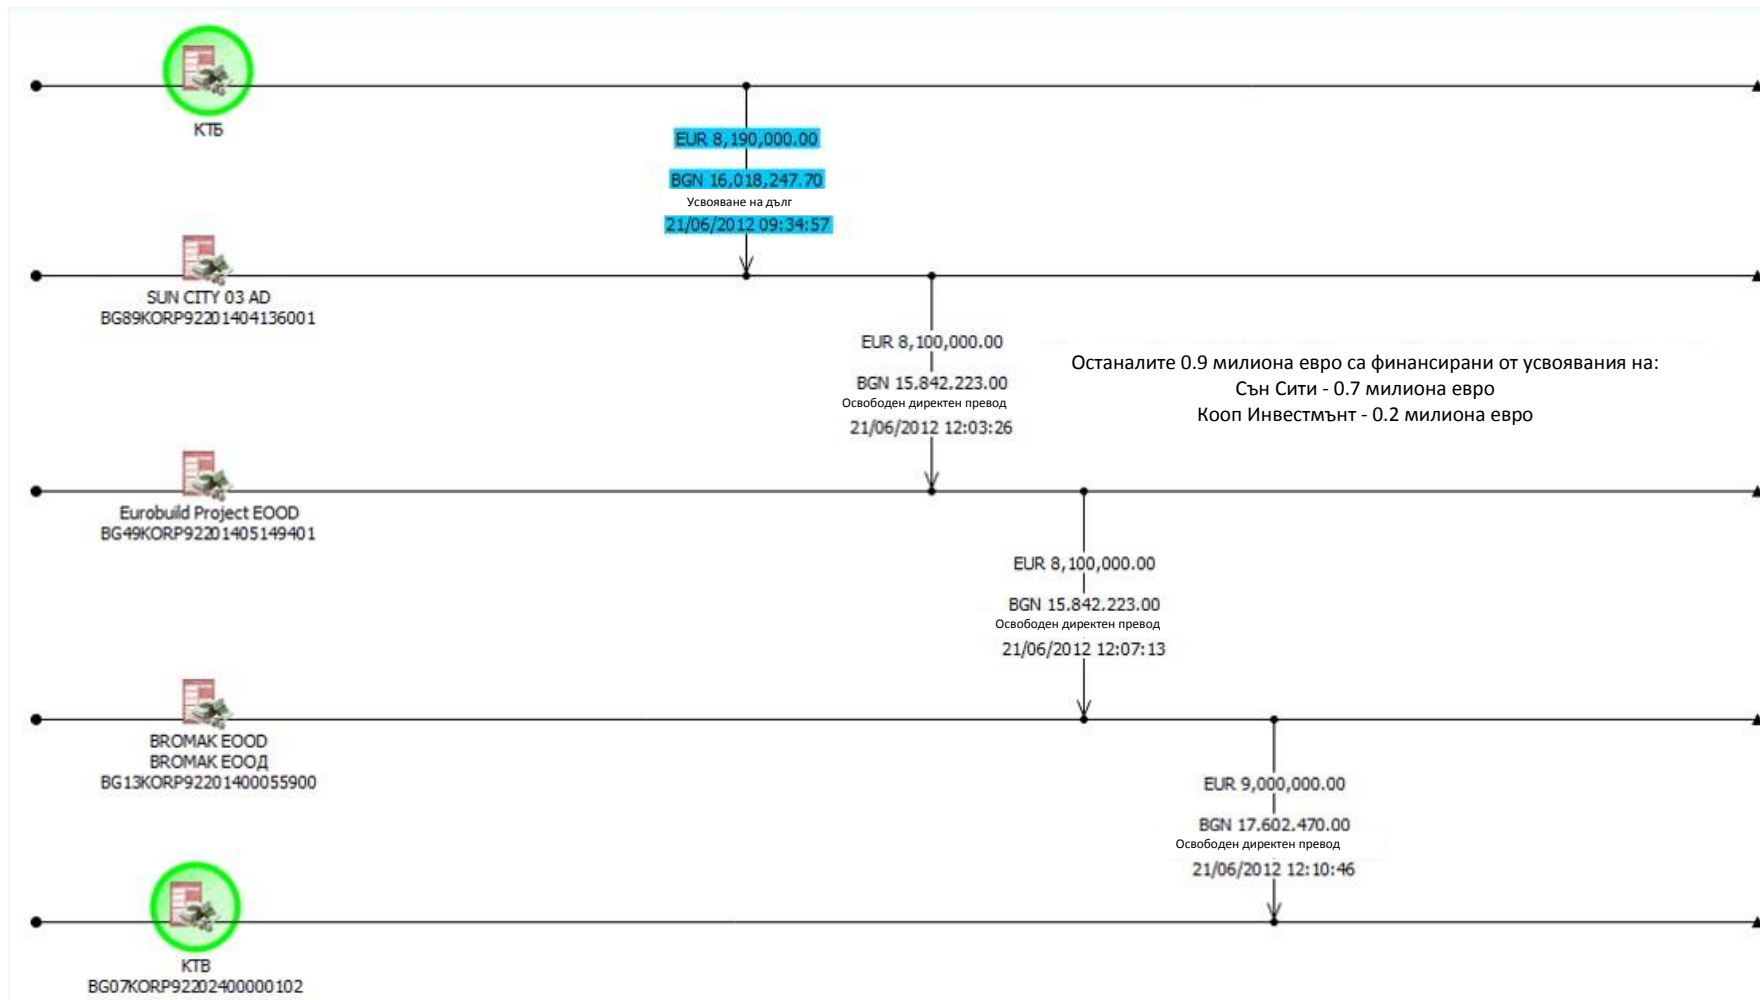 КТБ
EUR 8,190,000.00
BGN 16,018,247.70
Усвояване на дълг
21/06/2012 09:34:57
SUN CITY 03 AD
BG89KORP92201404136001
EUR 8,100,000.00
BGN 15.842.223.00
Освободен директен превод
21/06/2012 12:03:26
Останалите 0.9 милиона евро са финансирани от усвоявания на:
Сън Сити - 0.7 милиона евро
Кооп Инвестмънт - 0.2 милиона евро
Eurobuild Project EOOD
BG49KORP92201405149401
EUR 8,100,000.00
BGN 15.842.223.00
Освободен директен превод
21/06/2012 12:07:13
BROMAK EOOD
BROMAK ЕООД
BG13KORP92201400055900
EUR 9,000,000.00
BGN 17.602.470.00
Освободен директен превод
21/06/2012 12:10:46
КТВ
BG07KORP92202400000102